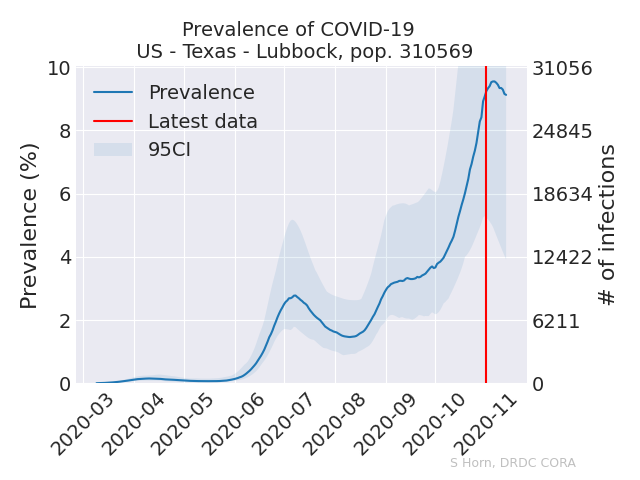 Prevalence of COVID-19
US - Texas - Lubbock, pop. 310569
Prevalence
Latest data
95CI
Prevalence (%)
10
8
6
4
2
0
31056
24845
18634
12422
6211
0
# of infections
2020-03
2020-04
2020-05
2020-06
2020-07
2020-08
2020-09
2020-10
2020-11
S Horn, DRDC CORA